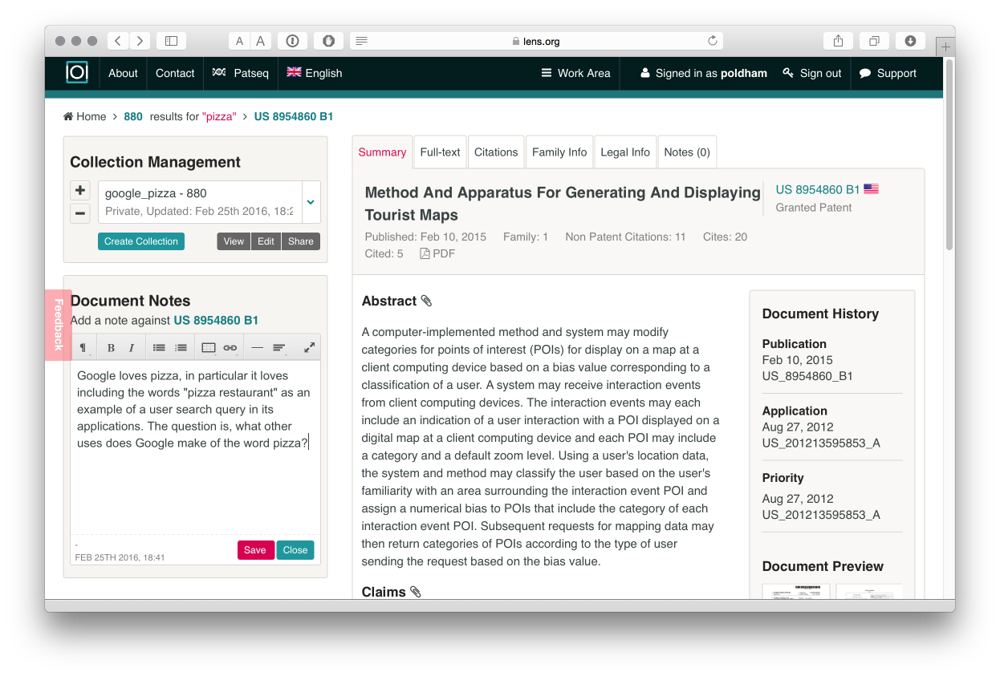 A A
lens.org
About
Contact
Patseq
English
Work Area
Signed in as poldham
Sign out
Support
Home > 880 results for "pizza" > US 8954860 B1
Collection Management
google_pizza - 880
Private, Updated: Feb 25th 2016, 18:2
Create Collection
View
Edit
Share
Feedback
Document Notes
Add a note against US 8954860 B1
¶
B
I
Google loves pizza, in particular it loves
including the words "pizza restaurant" as an
example of a user search query in its
applications. The question is, what other
uses does Google make of the word pizza?
-
FEB 25TH 2016, 18:41
Save
Close
Summary
Full-text
Citations
Family Info
Legal Info
Notes (0)
Method And Apparatus For Generating And Displaying
Tourist Maps
US 8954860 B1
Granted Patent
Published: Feb 10, 2015 Family: 1 Non Patent Citations: 11 Cites: 20
Cited: 5 PDF
Abstract
A computer-implemented method and system may modify
categories for points of interest (POIs) for display on a map at a
client computing device based on a bias value corresponding to a
classification of a user. A system may receive interaction events
from client computing devices. The interaction events may each
include an indication of a user interaction with a POI displayed on a
digital map at a client computing device and each POI may include
a category and a default zoom level. Using a user's location data,
the system and method may classify the user based on the user's
familiarity with an area surrounding the interaction event POI and
assign a numerical bias to POIs that include the category of each
interaction event POI. Subsequent requests for mapping data may
then return categories of POIs according to the type of user
sending the request based on the bias value.
Claims
Document History
Publication
Feb 10, 2015
US_8954860_B1
Application
Aug 27, 2012
US_201213595853_A
Priority
Aug 27, 2012
US_201213595853_A
Document Preview